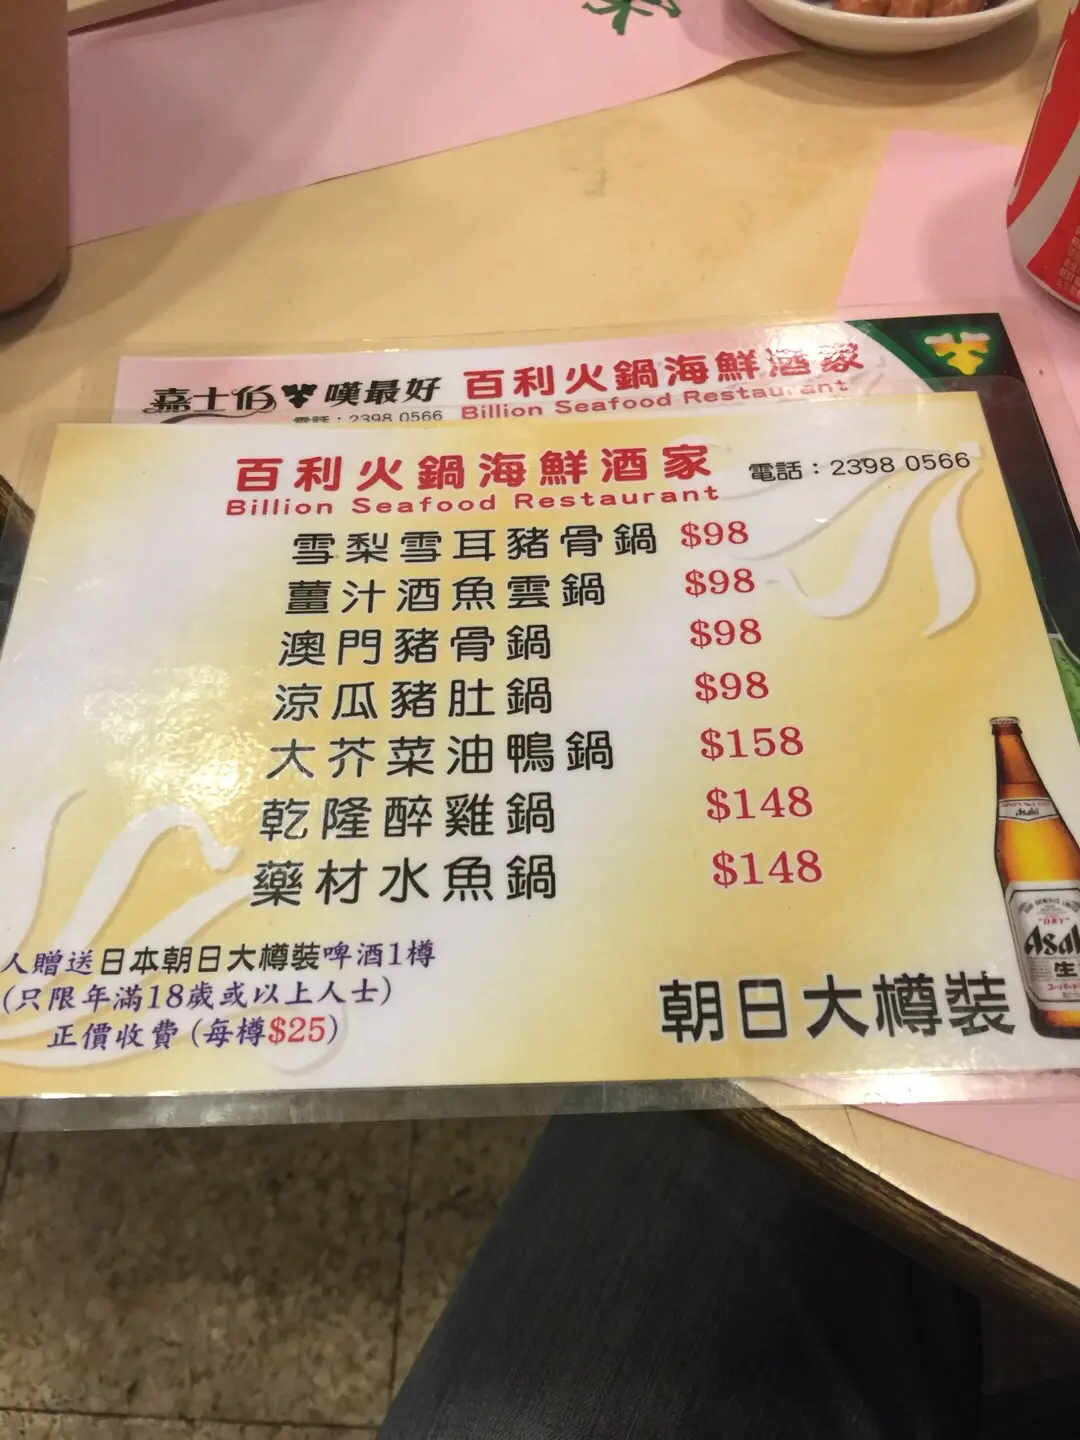 嘉士伯 嘆最好 百利火鍋海鮮酒家
電話：2398 0566 Billion Seafood Restaurant
百利火鍋海鮮酒家 電話：2398 0566
Billion Seafood Restaurant
雪梨雪耳豬骨鍋 $98
薑汁酒魚雲鍋 $98
澳門豬骨鍋 $98
涼瓜豬肚鍋 $98
大芥菜油鴨鍋 $158
乾隆醉雞鍋 $148
藥材水魚鍋 $148
人贈送日本朝日大樽裝啤酒1樽
(只限年滿18歲或以上人士)
正價收費 (每樽$25)
朝日大樽裝
Asahi
DRY
Asah
生